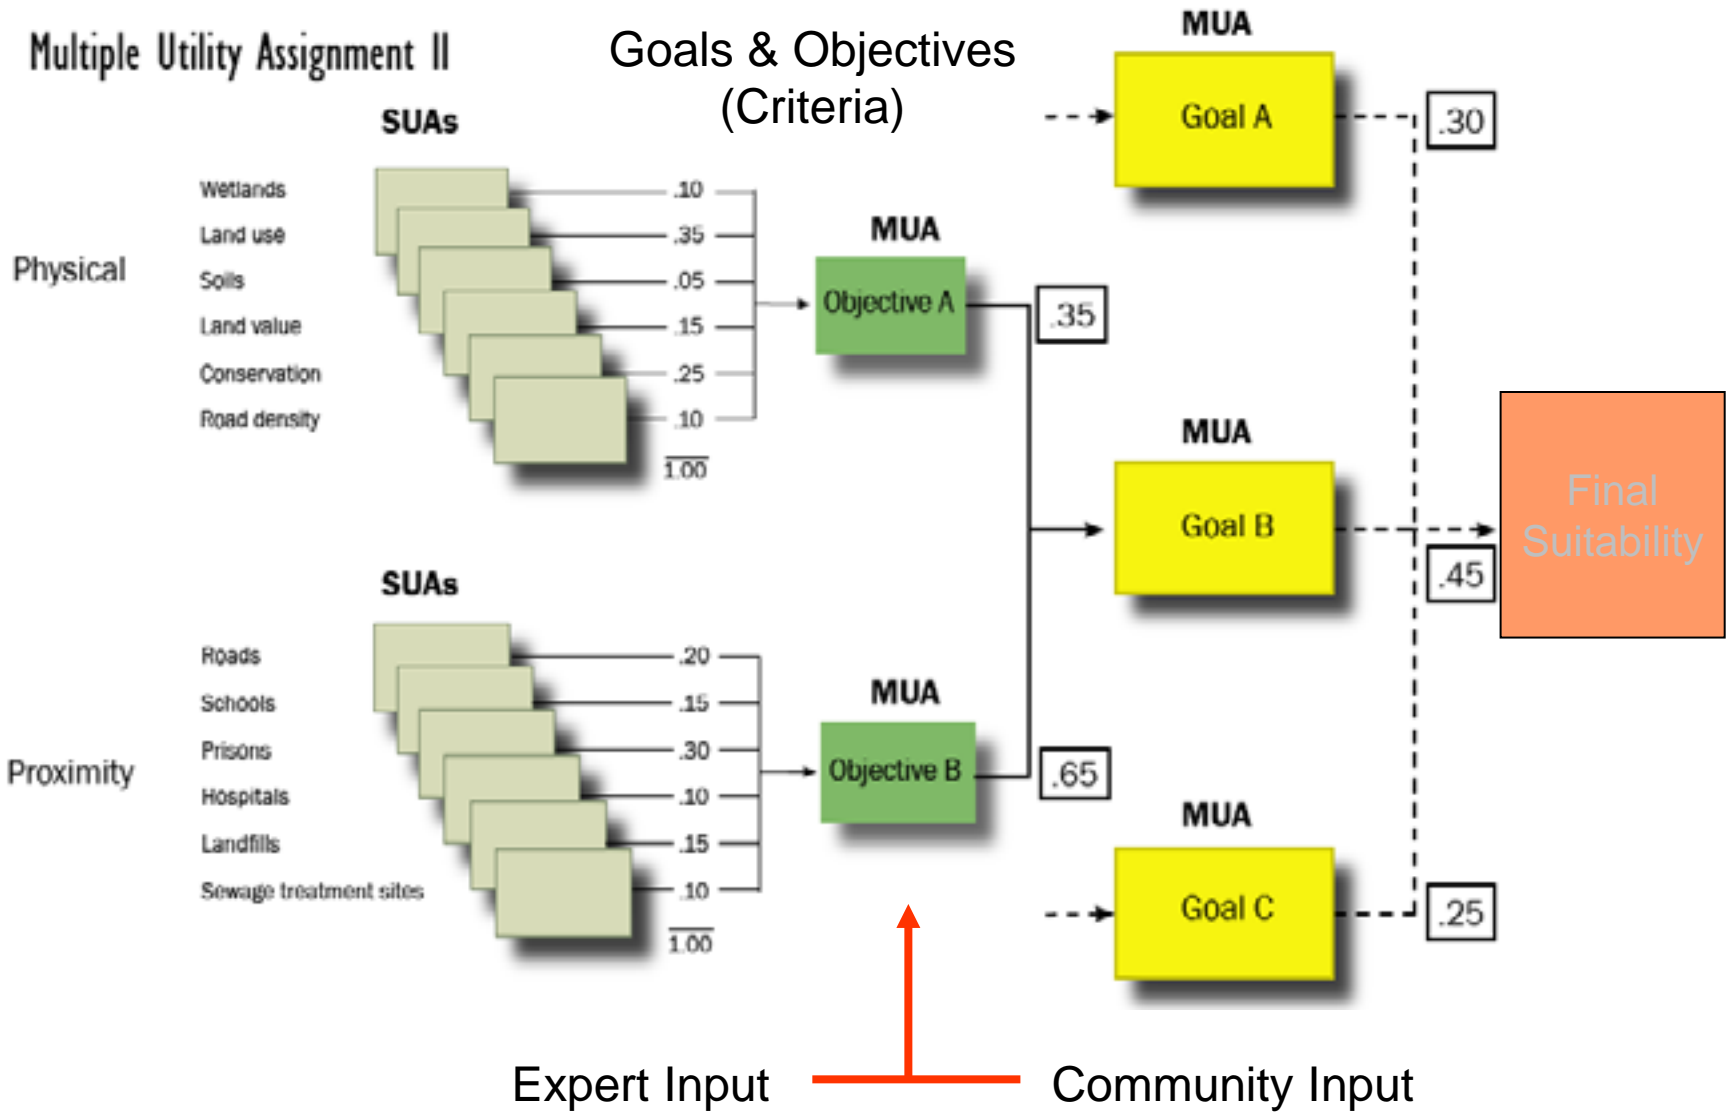 Multiple Utility Assignment II
Goals & Objectives
(Criteria)
MUA
Goal A
.30
SUAs
Physical
Wetlands
.10
Land use
.35
Soils
.05
Land value
.15
Conservation
.25
Road density
.10
1.00
MUA
Objective A
.35
MUA
Goal B
.45
Final
Suitability
SUAs
Proximity
Roads
.20
Schools
.15
Prisons
.30
Hospitals
.10
Landfills
.15
Sewage treatment sites
.10
1.00
MUA
Objective B
.65
MUA
Goal C
.25
Expert Input
Community Input